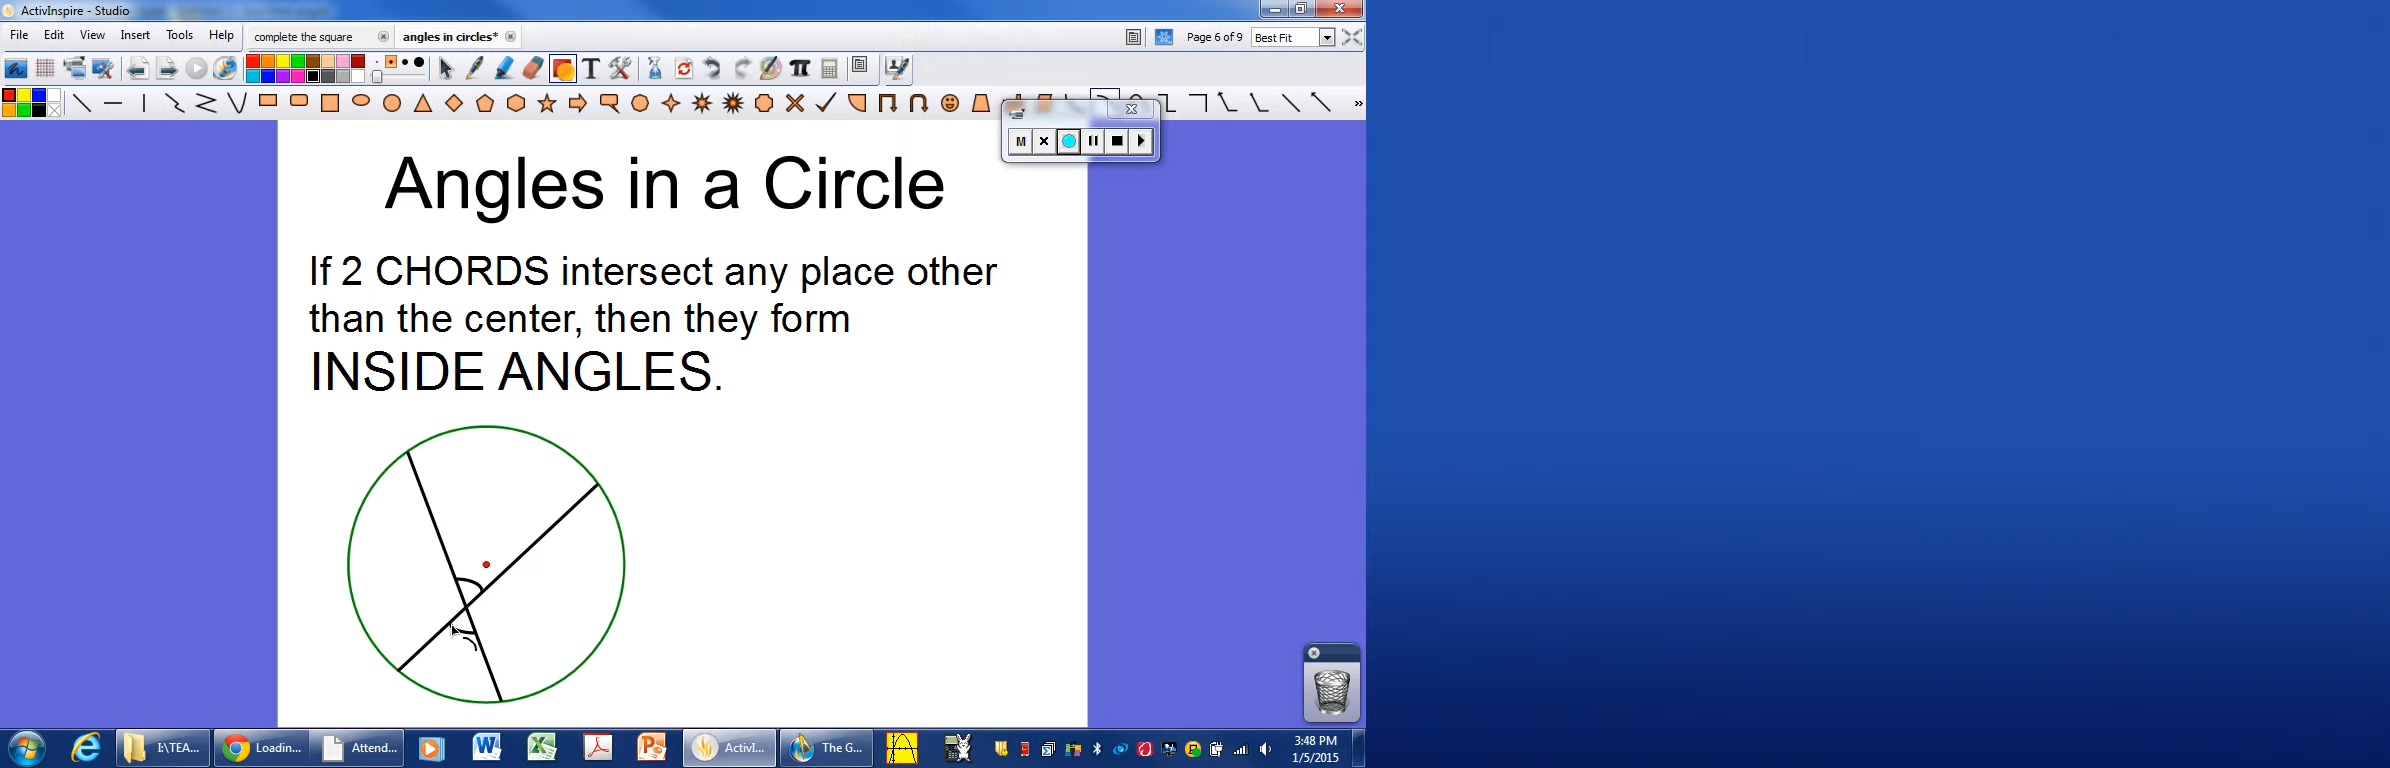 ActivInspire - Studio
File Edit View Insert Tools Help
complete the square
angles in circles*
Page 6 of 9
Best Fit
T
π
»
M
Angles in a Circle
If 2 CHORDS intersect any place other
than the center, then they form
INSIDE ANGLES.
I:\TEA...
Loadin...
Attend...
ActivI...
The G...
3:48 PM
1/5/2015